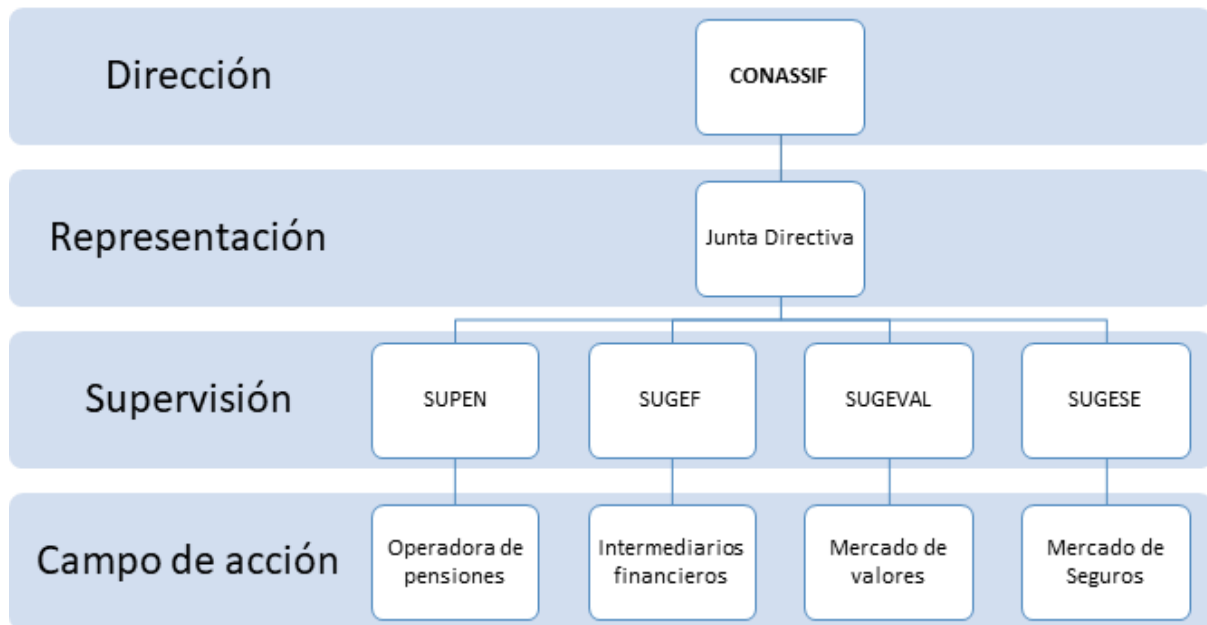 Dirección
CONASSIF
Representación
Junta Directiva
Supervisión
SUPEN
SUGEF
SUGEVAL
SUGESE
Campo de acción
Operadora de
pensiones
Intermediarios
financieros
Mercado de
valores
Mercado de
Seguros